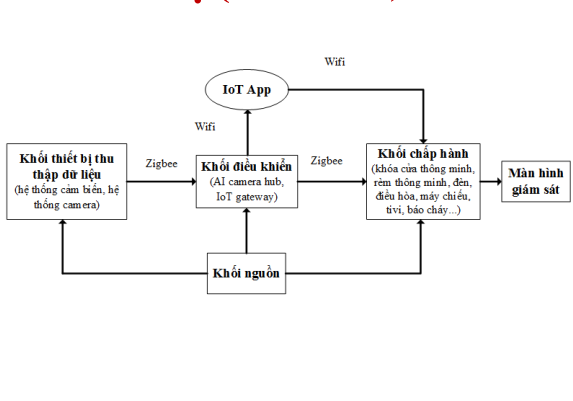 Wifi
IoT App
Wifi
Khối thiết bị thu
thập dữ liệu
(hệ thống cảm biến, hệ
thống camera)
Zigbee
Khối điều khiển
(AI camera hub,
IoT gateway)
Zigbee
Khối chấp hành
(khóa cửa thông minh,
rèm thông minh, đèn,
điều hòa, máy chiếu,
tivi, báo cháy...)
Màn hình
giám sát
Khối nguồn